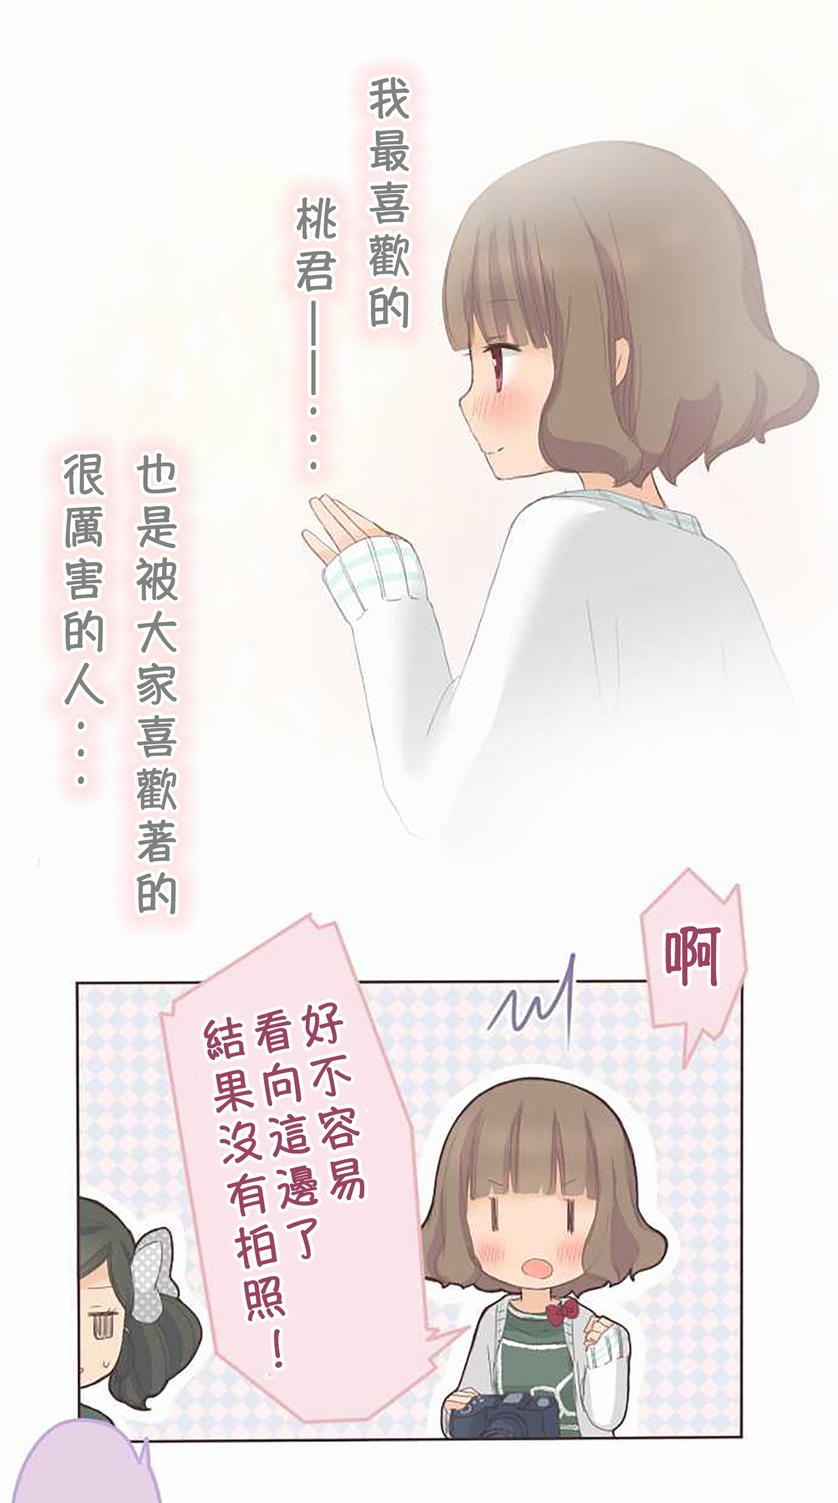 我最喜歡的
桃君——...
也是被大家喜歡著的
很厲害的人...
啊
好不容易
看向這邊了
結果沒有拍照！